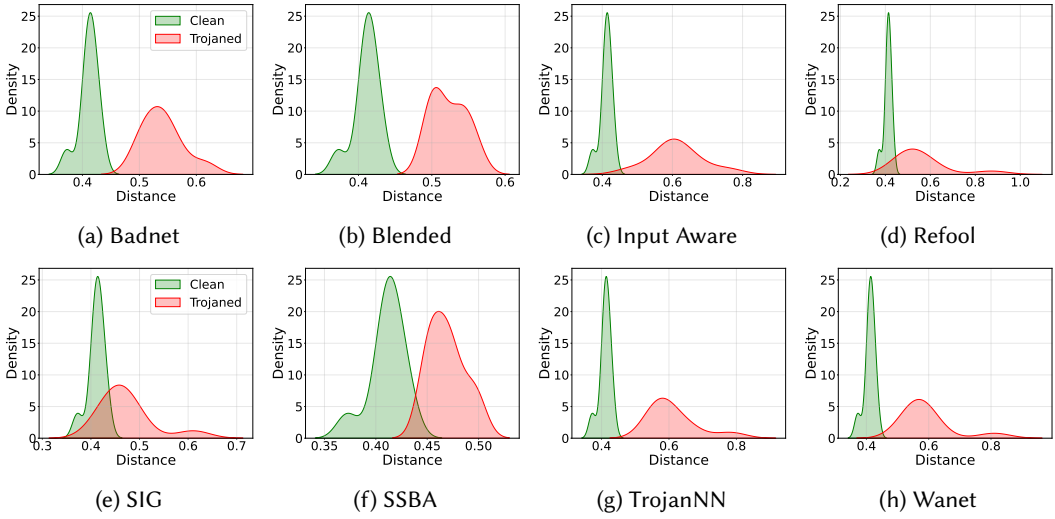 25
20
15
10
5
0
Density
Clean
Trojaned
0.4 0.5 0.6
Distance
(a) Badnet
25
20
15
10
5
0
Density
0.4 0.5 0.6
Distance
(b) Blended
25
20
15
10
5
0
Density
0.4 0.6 0.8
Distance
(c) Input Aware
25
20
15
10
5
0
Density
0.2 0.4 0.6 0.8 1.0
Distance
(d) Refool
25
20
15
10
5
0
Density
Clean
Trojaned
0.3 0.4 0.5 0.6 0.7
Distance
(e) SIG
25
20
15
10
5
0
Density
0.35 0.40 0.45 0.50
Distance
(f) SSBA
25
20
15
10
5
0
Density
0.4 0.6 0.8
Distance
(g) TrojanNN
25
20
15
10
5
0
Density
0.4 0.6 0.8
Distance
(h) Wanet